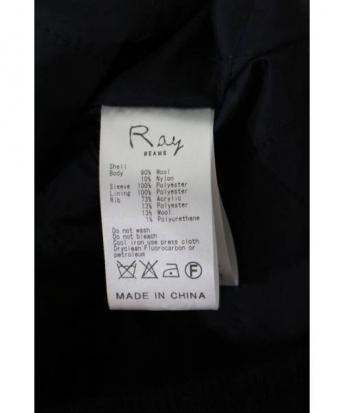 Ray
BEAMS
Shell
Body 90% Wool
10% Nylon
Sleeve 100% Polyester
Lining 100% Polyester
Rib 73% Acrylic
13% Polyester
13% Wool
1% Polyurethane
Do not wash
Do not bleach
Cool iron,use press cloth
Dryclean Fluorocarbon or
petroleum
F
MADE IN CHINA